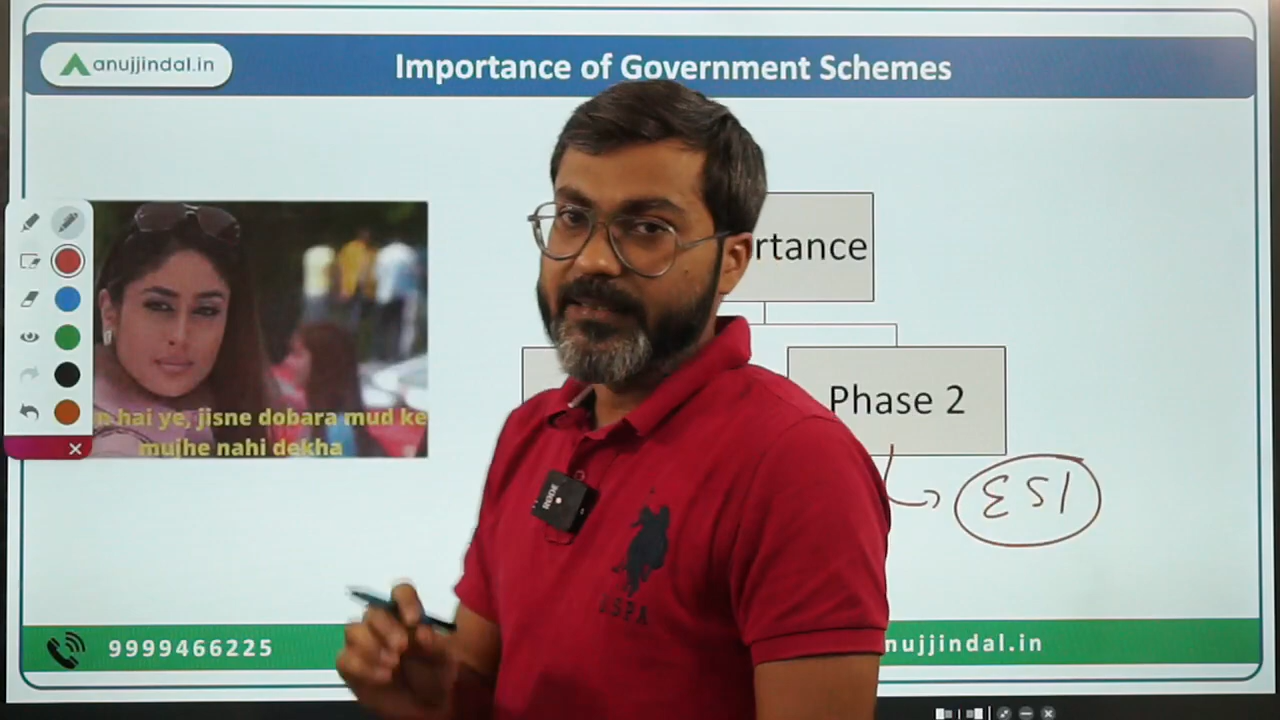 anujjindal.in
Importance of Government Schemes
rtance
hai ye, jisne dobara mud ke
mujhe nahi dekha
Phase 2
ESI
RODE
USPA
9999466225
nujjindal.in